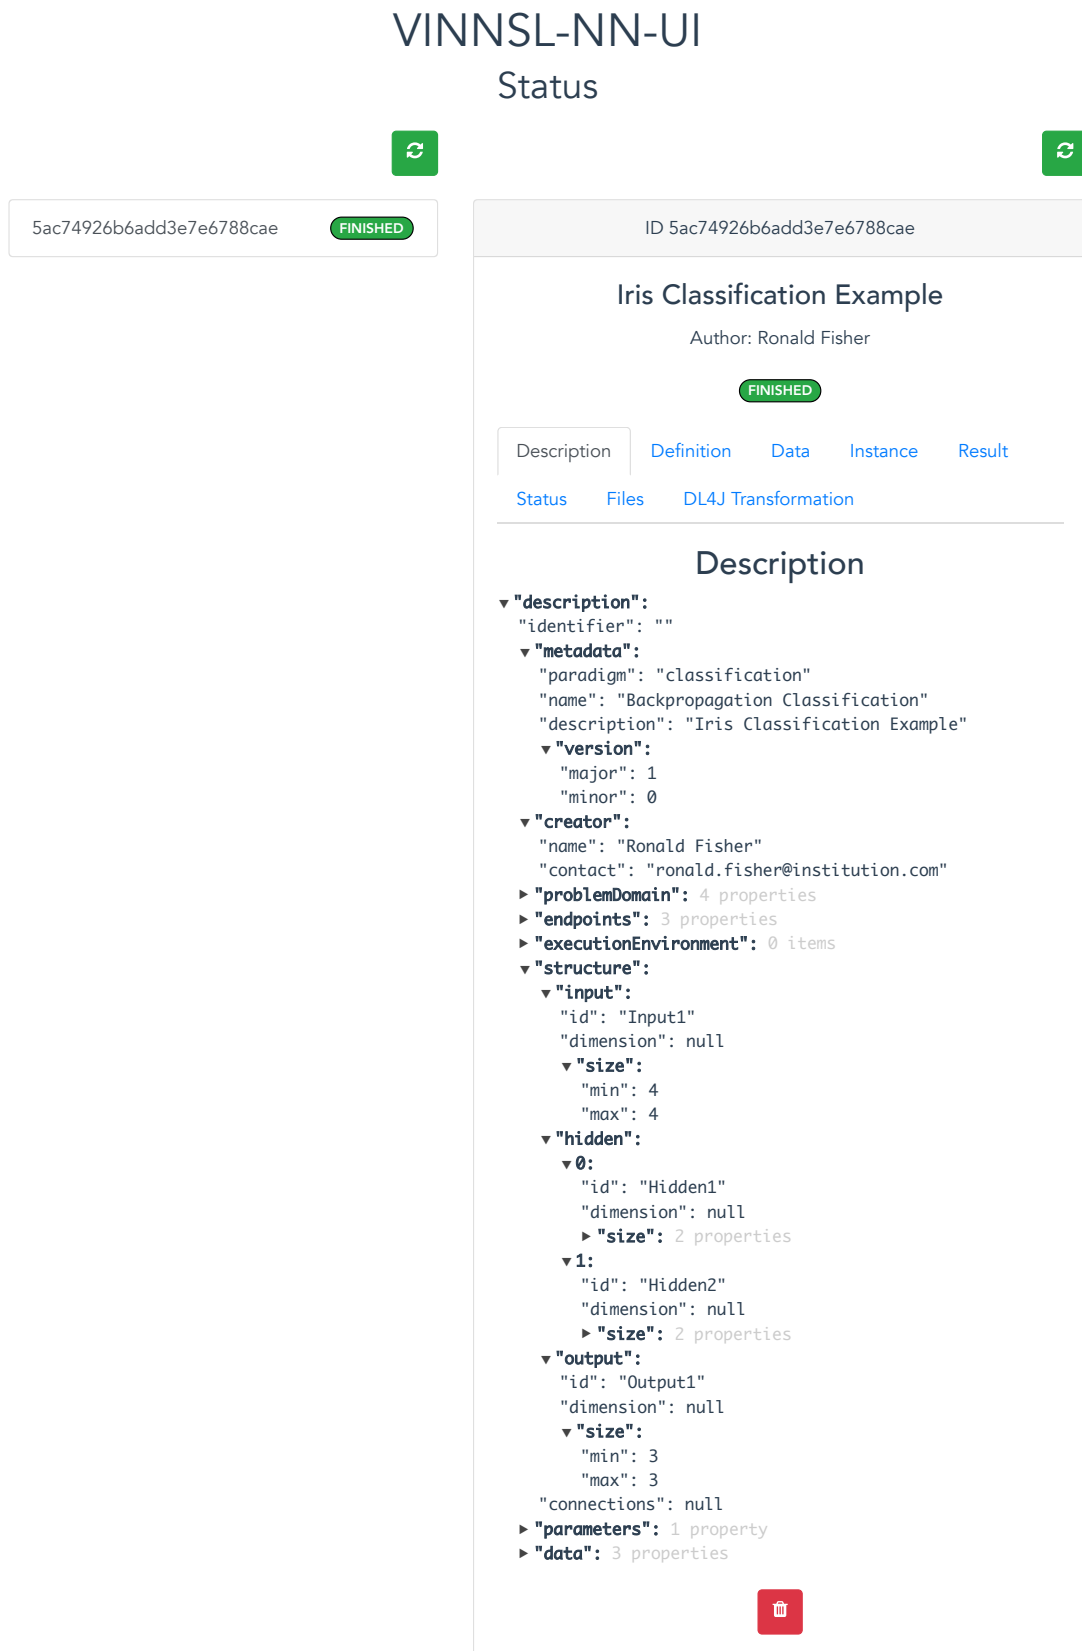 VINNSL-NN-UI
Status
5ac74926b6add3e7e6788cae FINISHED
ID 5ac74926b6add3e7e6788cae
Iris Classification Example
Author: Ronald Fisher
FINISHED
Description Definition Data Instance Result
Status Files DL4J Transformation
Description
"description":
"identifier": ""
"metadata":
"paradigm": "classification"
"name": "Backpropagation Classification"
"description": "Iris Classification Example"
"version":
"major": 1
"minor": 0
"creator":
"name": "Ronald Fisher"
"contact": "ronald.fisher@institution.com"
"problemDomain": 4 properties
"endpoints": 3 properties
"executionEnvironment": 0 items
"structure":
"input":
"id": "Input1"
"dimension": null
"size":
"min": 4
"max": 4
"hidden":
0:
"id": "Hidden1"
"dimension": null
"size": 2 properties
1:
"id": "Hidden2"
"dimension": null
"size": 2 properties
"output":
"id": "Output1"
"dimension": null
"size":
"min": 3
"max": 3
"connections": null
"parameters": 1 property
"data": 3 properties